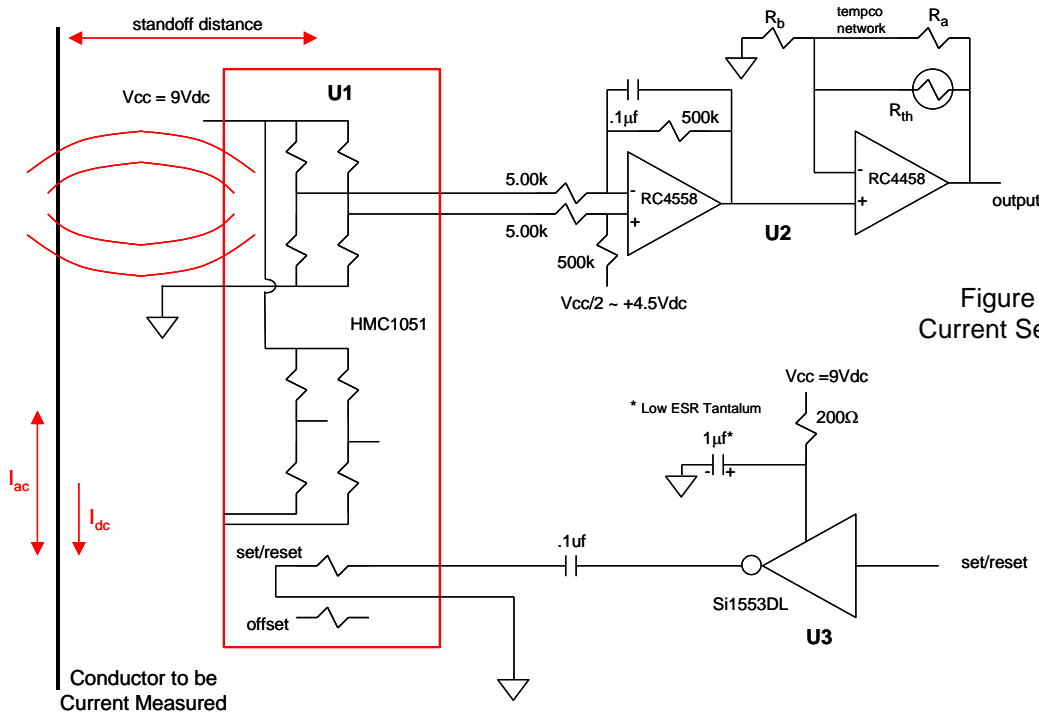 standoff distance
Vcc = 9Vdc
U1
.1µf
500k
5.00k
5.00k
500k
RC4558
-
+
Vcc/2 ~ +4.5Vdc
U2
Rb
tempco
network
Ra
Rth
RC4458
-
+
output
HMC1051
Figure
Current Se
Iac
Idc
set/reset
offset
.1uf
* Low ESR Tantalum
1µf*
- +
Vcc =9Vdc
200Ω
Si1553DL
U3
set/reset
Conductor to be
Current Measured